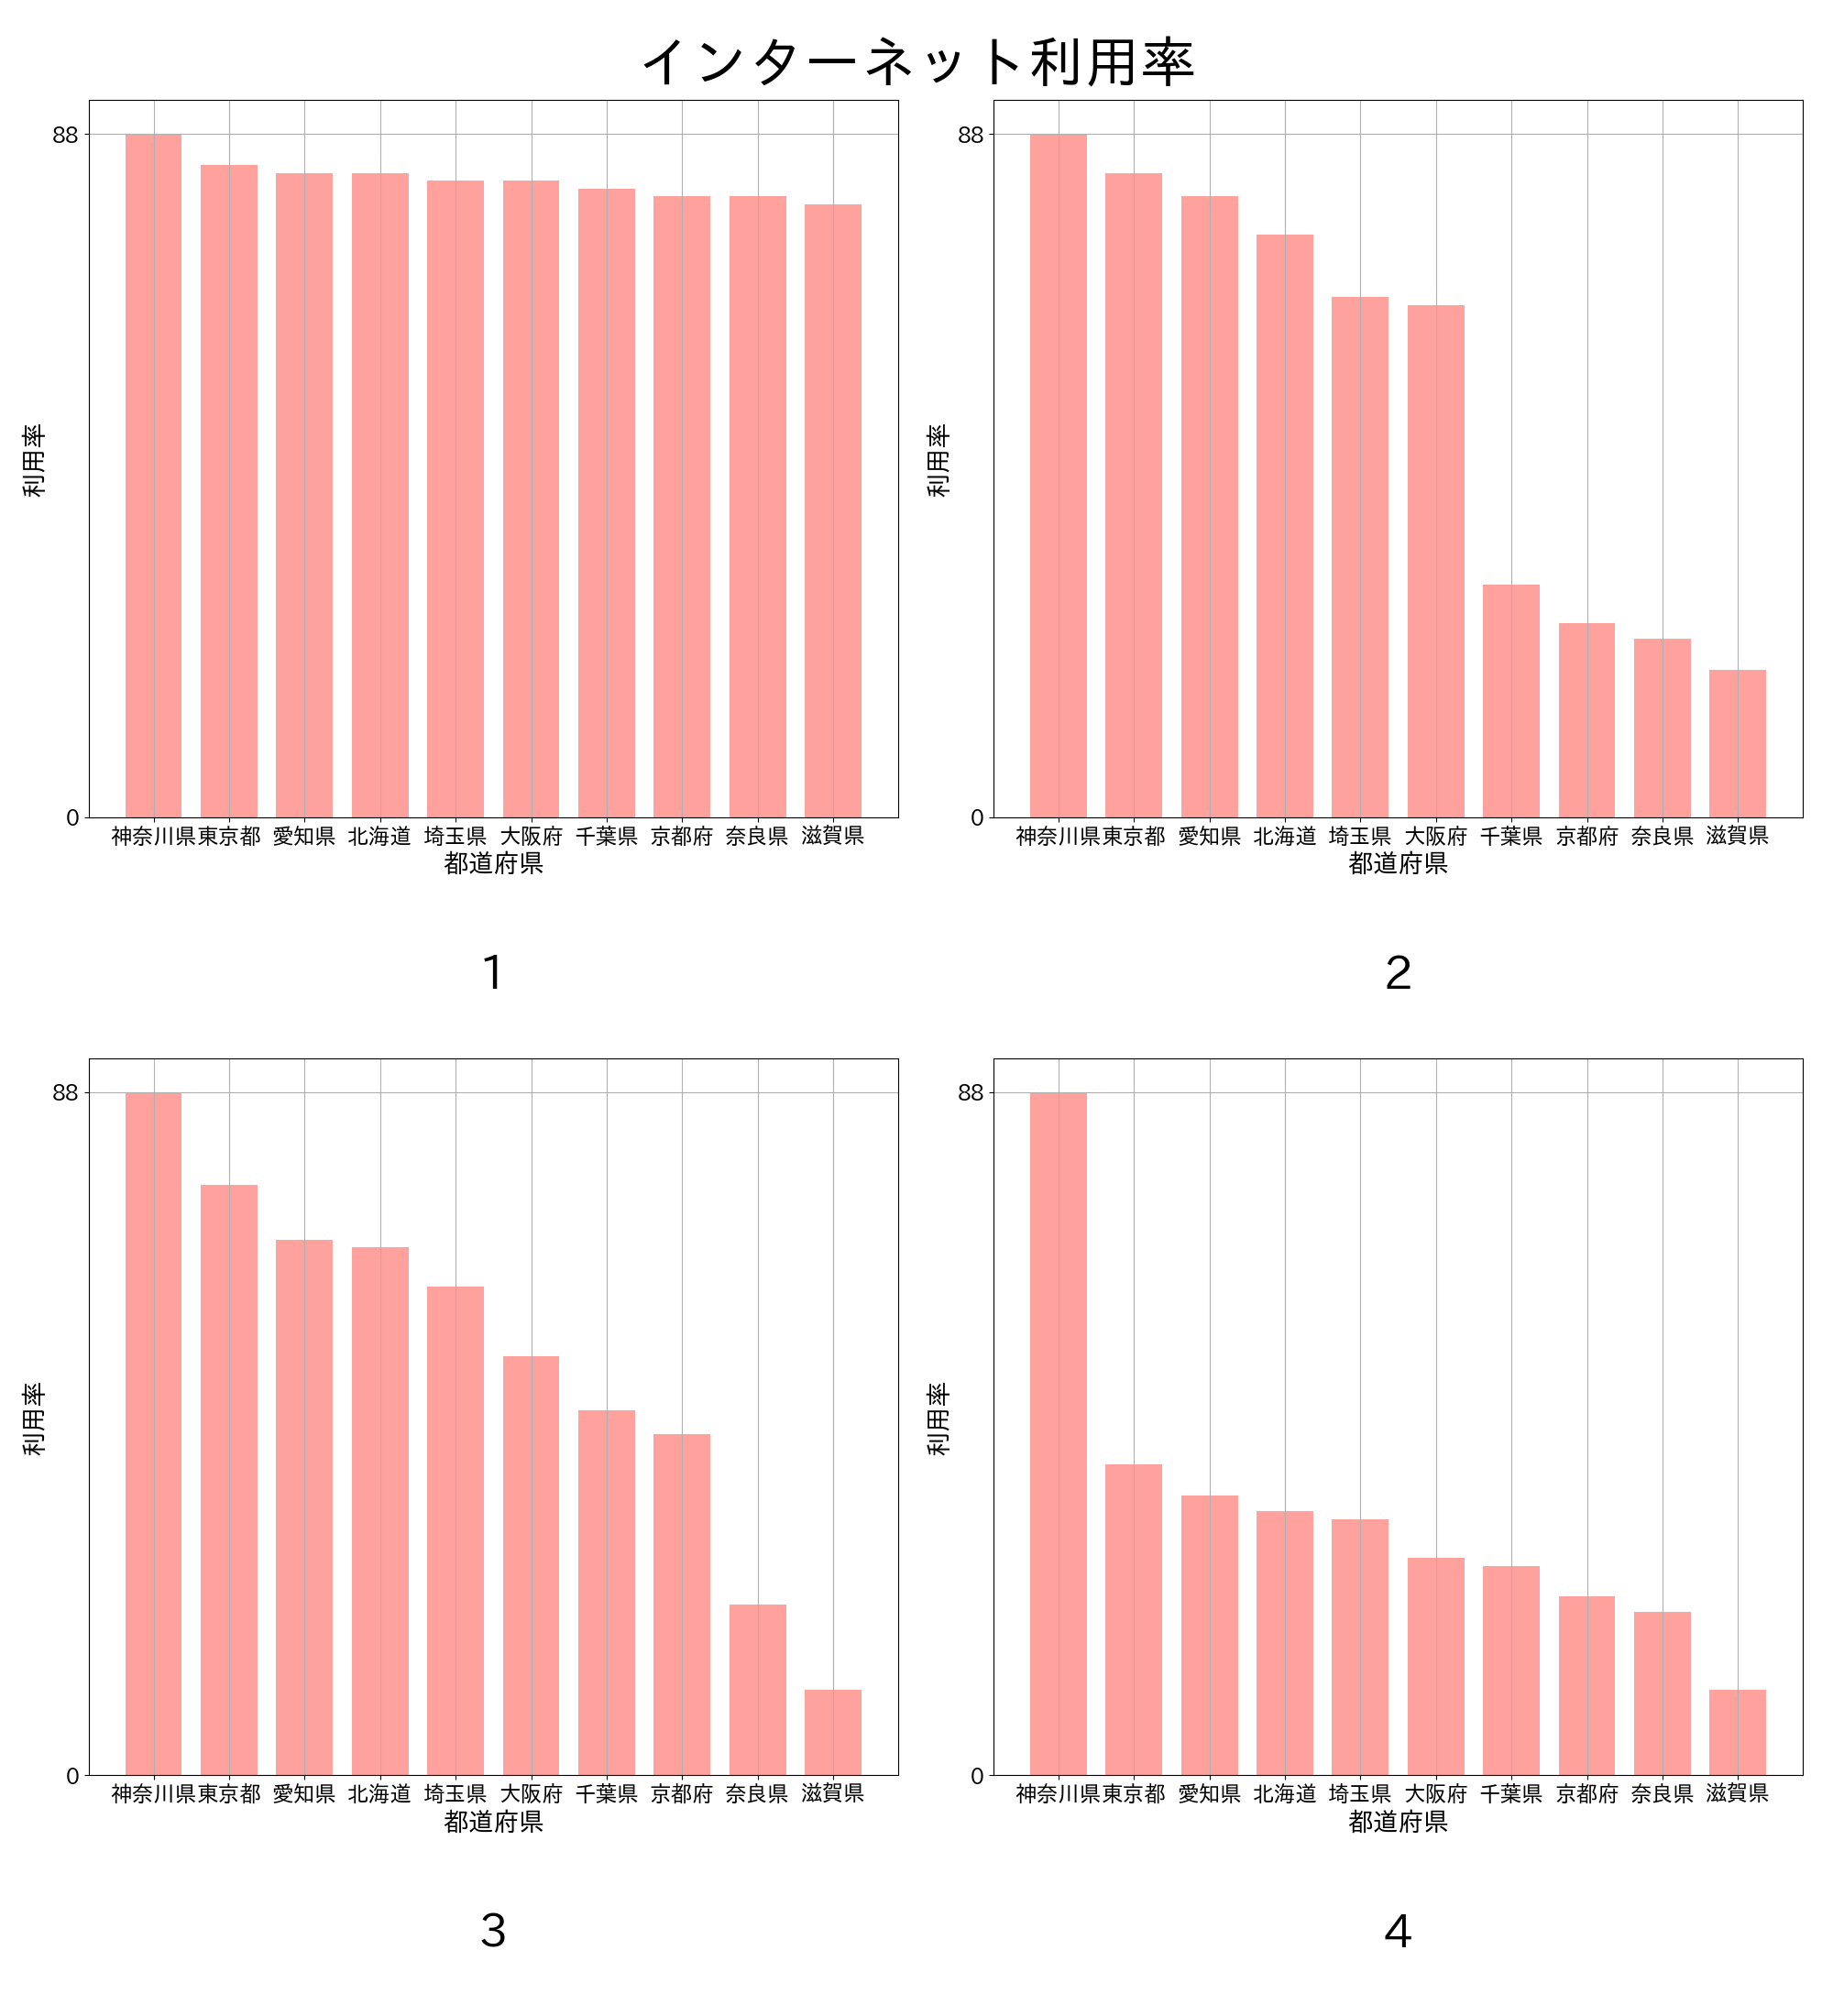 インターネット利用率
88
0
利用率
神奈川県 東京都 愛知県 北海道 埼玉県 大阪府 千葉県 京都府 奈良県 滋賀県
都道府県
1
88
0
利用率
神奈川県 東京都 愛知県 北海道 埼玉県 大阪府 千葉県 京都府 奈良県 滋賀県
都道府県
2
88
0
利用率
神奈川県 東京都 愛知県 北海道 埼玉県 大阪府 千葉県 京都府 奈良県 滋賀県
都道府県
3
88
0
利用率
神奈川県 東京都 愛知県 北海道 埼玉県 大阪府 千葉県 京都府 奈良県 滋賀県
都道府県
4